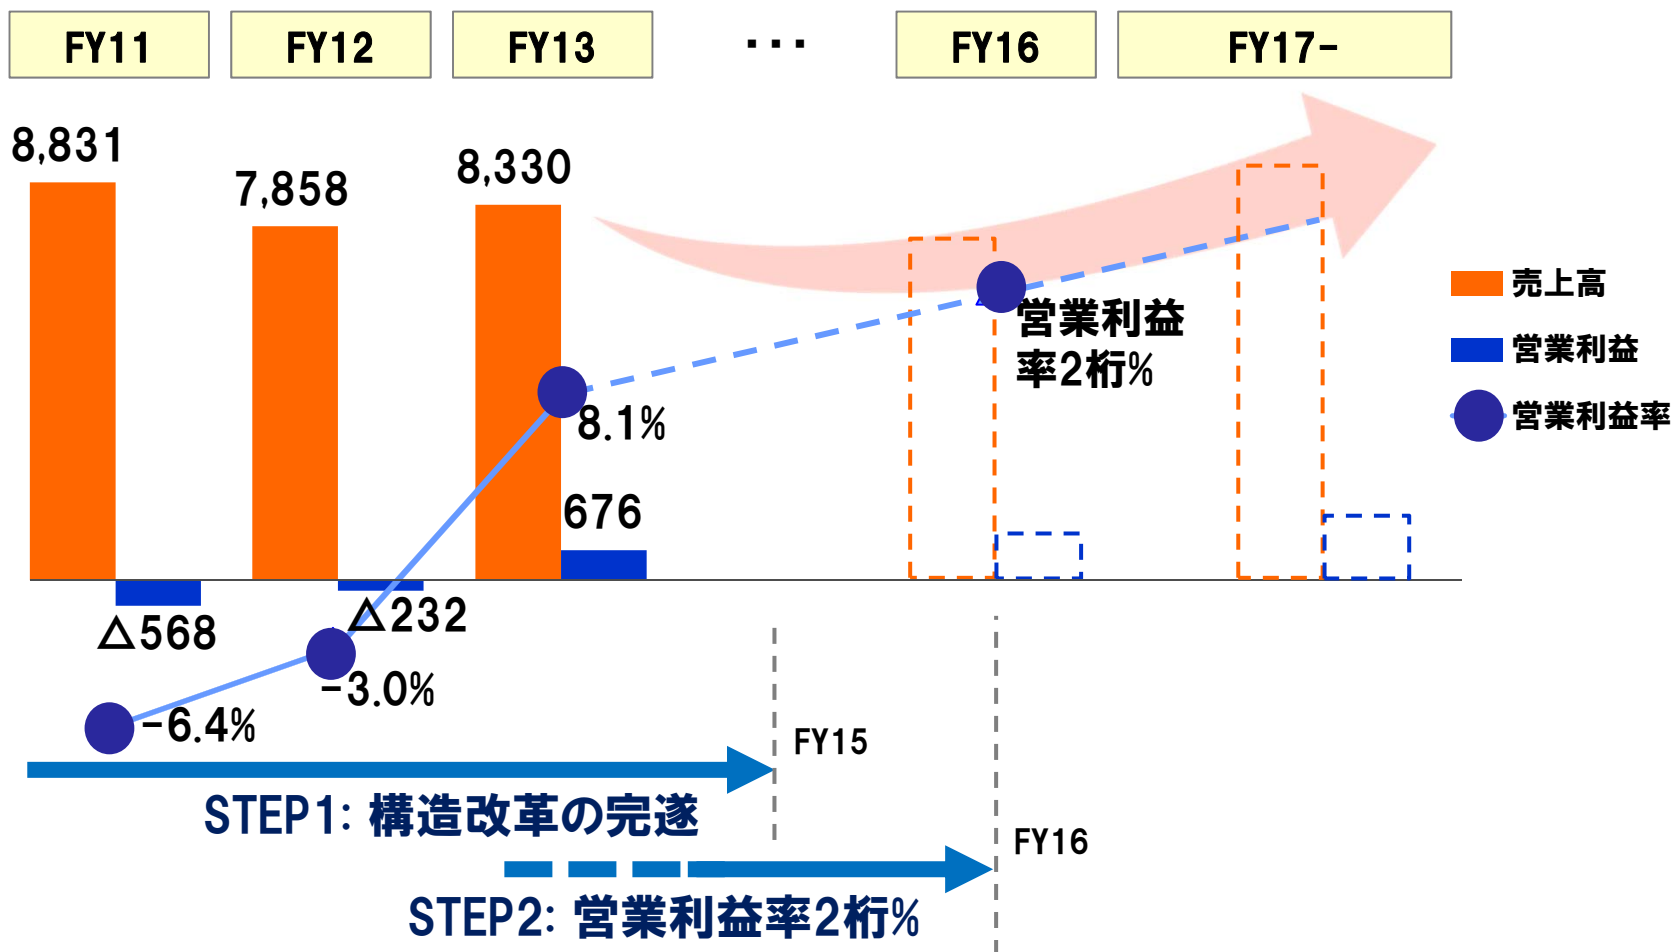 FY11
FY12
FY13
...
FY16
FY17-
8,831
7,858
8,330
営業利益
率2桁%
8.1%
676
△568
△232
-3.0%
-6.4%
売上高
営業利益
営業利益率
FY15
STEP1: 構造改革の完遂
FY16
STEP2: 営業利益率2桁%